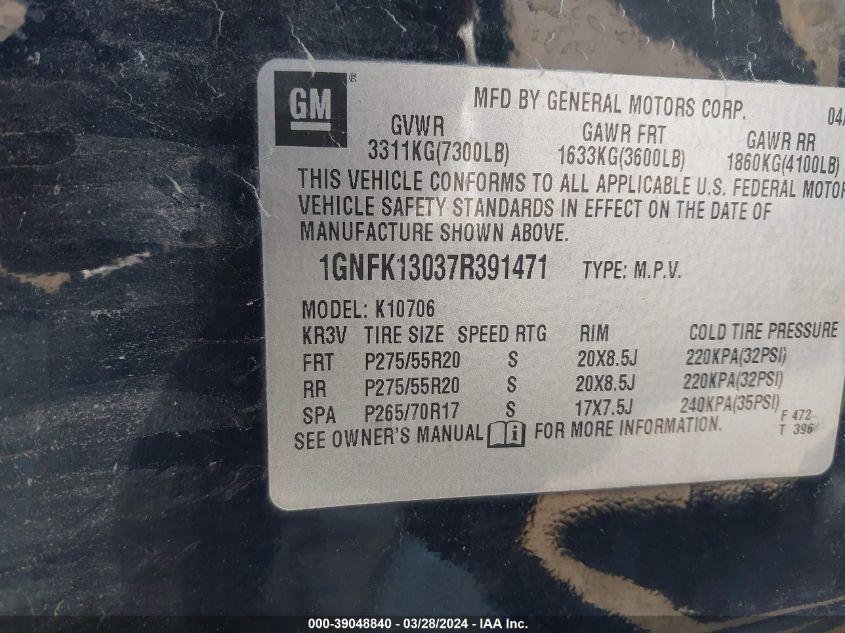 GM ®
MFD BY GENERAL MOTORS CORP. 04/
GVWR GAWR FRT GAWR RR
3311KG(7300LB) 1633KG(3600LB) 1860KG(4100LB)
THIS VEHICLE CONFORMS TO ALL APPLICABLE U.S. FEDERAL MOTOR
VEHICLE SAFETY STANDARDS IN EFFECT ON THE DATE OF
MANUFACTURE SHOWN ABOVE.
1GNFK13037R391471 TYPE: M.P.V.
MODEL: K10706
KR3V TIRE SIZE SPEED RTG RIM COLD TIRE PRESSURE
FRT P275/55R20 S 20X8.5J 220KPA(32PSI)
RR P275/55R20 S 20X8.5J 220KPA(32PSI)
SPA P265/70R17 S 17X7.5J 240KPA(35PSI)
F 472
SEE OWNER'S MANUAL i FOR MORE INFORMATION. T 396
000-39048840 - 03/28/2024 - IAA Inc.